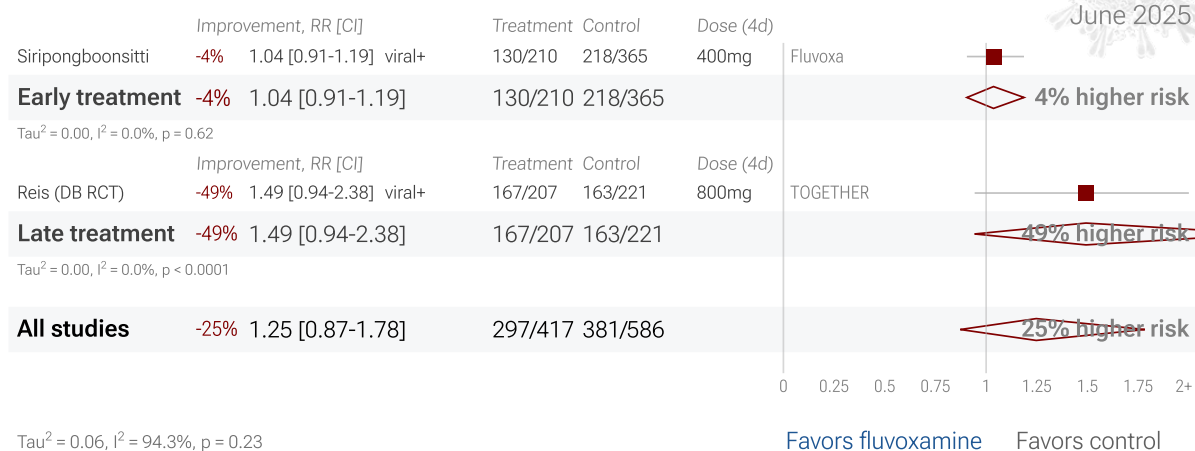 June 2025
Improvement, RR [CI] Treatment Control Dose (4d)
Siripongboonsitti -4% 1.04 [0.91-1.19] viral+ 130/210 218/365 400mg Fluvoxa
Early treatment -4% 1.04 [0.91-1.19] 130/210 218/365 4% higher risk
Tau² = 0.00, I² = 0.0%, p = 0.62
Improvement, RR [CI] Treatment Control Dose (4d)
Reis (DB RCT) -49% 1.49 [0.94-2.38] viral+ 167/207 163/221 800mg TOGETHER
Late treatment -49% 1.49 [0.94-2.38] 167/207 163/221 49% higher risk
Tau² = 0.00, I² = 0.0%, p < 0.0001
All studies -25% 1.25 [0.87-1.78] 297/417 381/586 25% higher risk
0 0.25 0.5 0.75 1 1.25 1.5 1.75 2+
Tau² = 0.06, I² = 94.3%, p = 0.23 Favors fluvoxamine Favors control